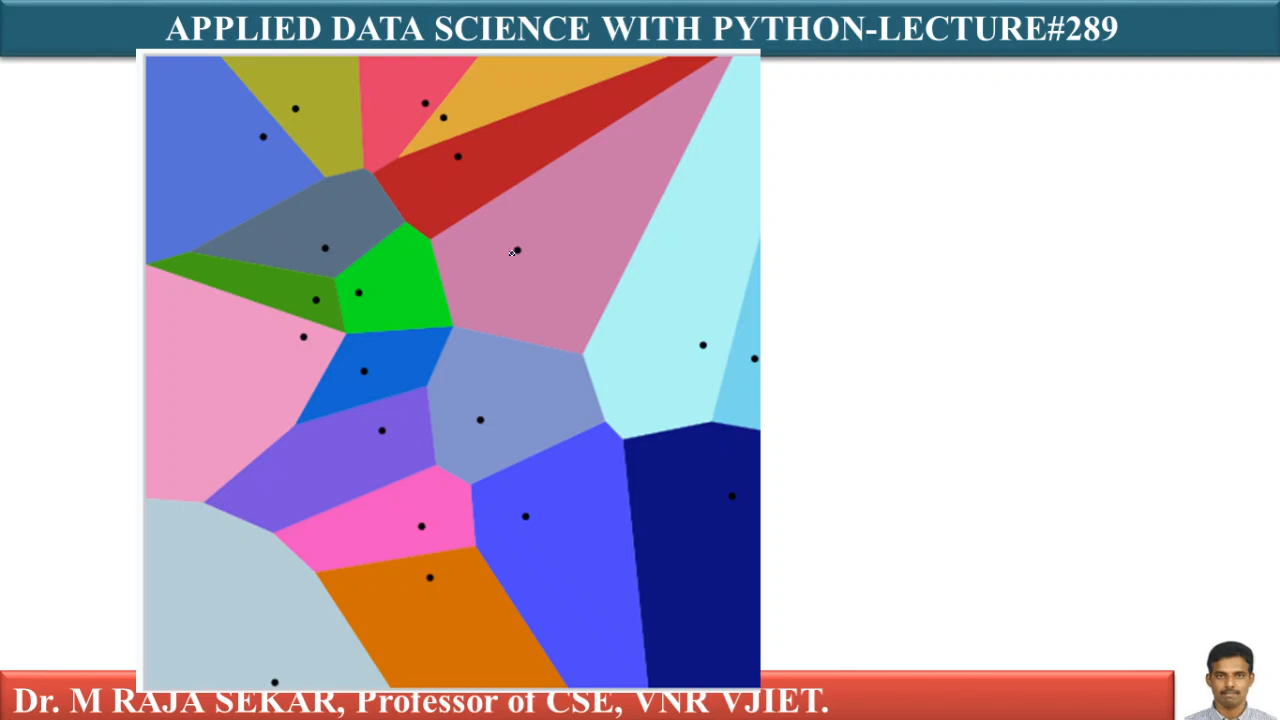 APPLIED DATA SCIENCE WITH PYTHON-LECTURE#289
Dr. M RAJA SEKAR, Professor of CSE, VNR VJIET.